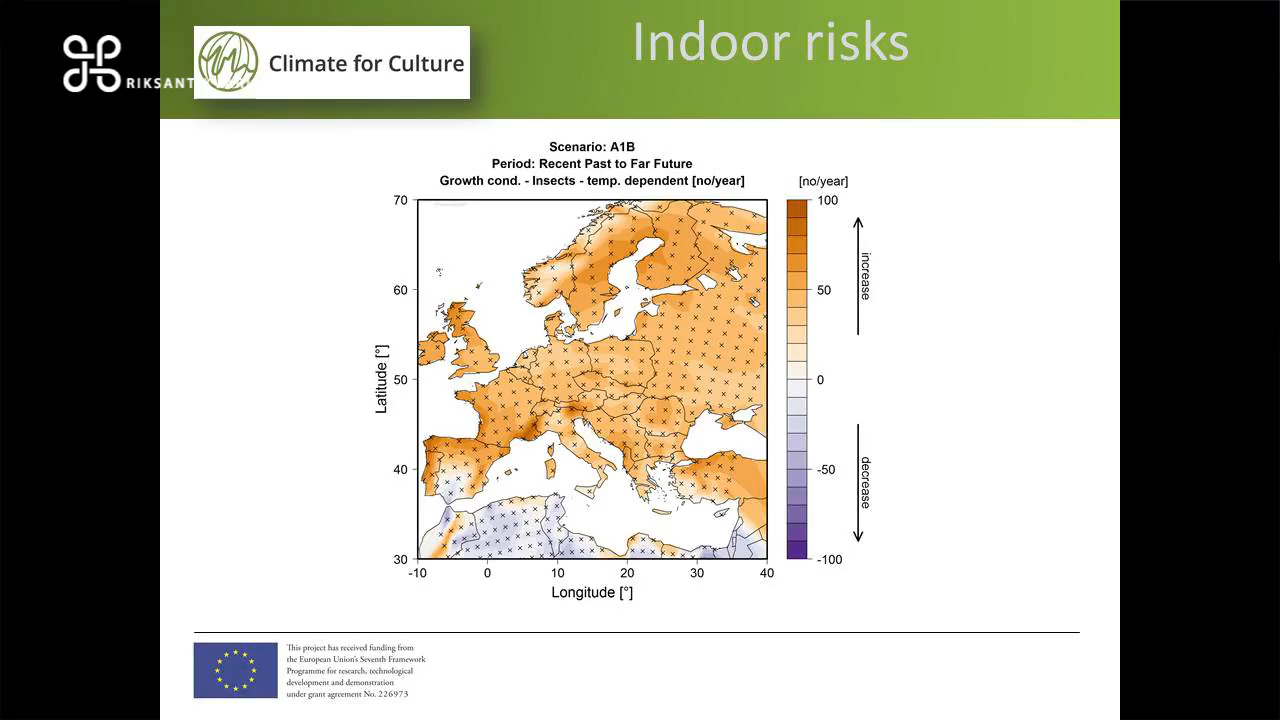 Indoor risks
RIKSANT
Climate for Culture
Scenario: A1B
Period: Recent Past to Far Future
Growth cond. - Insects - temp. dependent [no/year]
[no/year]
70
60
50
40
30
Latitude [°]
-10
0
10
20
30
40
Longitude [°]
100
50
0
-50
-100
increase
decrease
This project has received funding from
the European Union's Seventh Framework
Programme for research, technological
development and demonstration
under grant agreement No. 226973